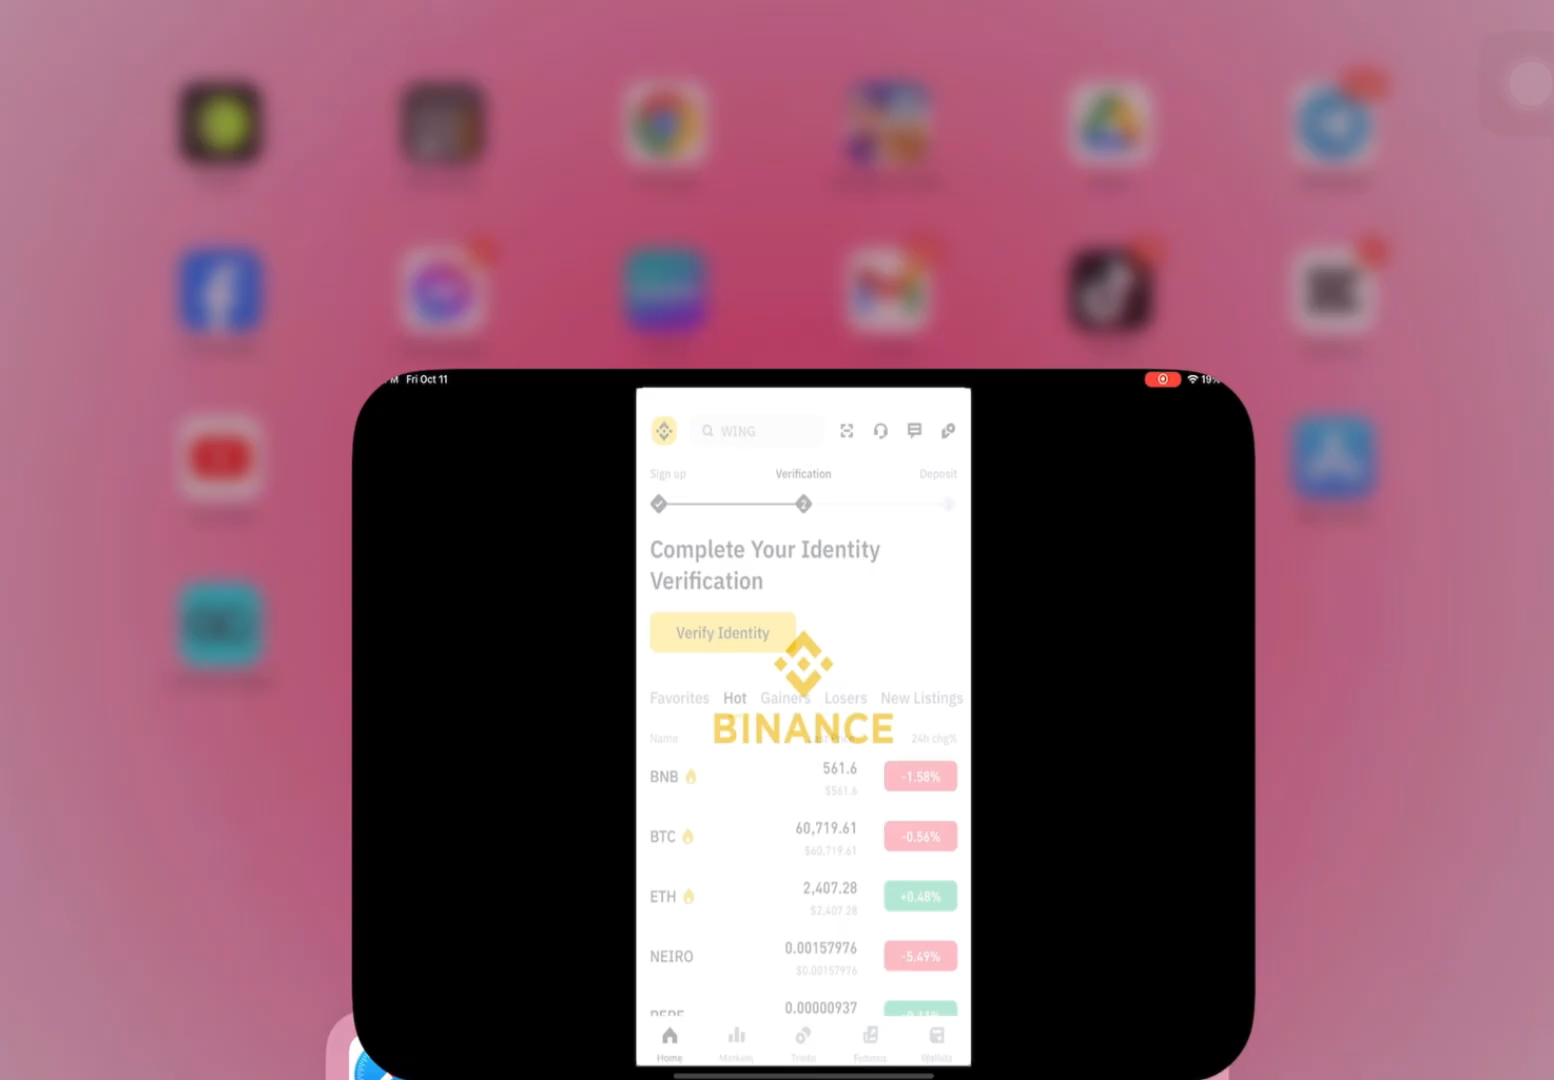 Fri Oct 11
19%
WING
Sign up Verification Deposit
2
Complete Your Identity
Verification
Verify Identity
Favorites Hot Gainers Losers New Listings
BINANCE
Name Last Price 24h chg%
BNB 561.6 -1.58%
$561.6
BTC 60,719.61 -0.56%
$60,719.61
ETH 2,407.28 +0.48%
$2,407.28
NEIRO 0.00157976 -5.49%
$0.00157976
PEPE 0.00000937
Home Markets Trade Futures Wallets